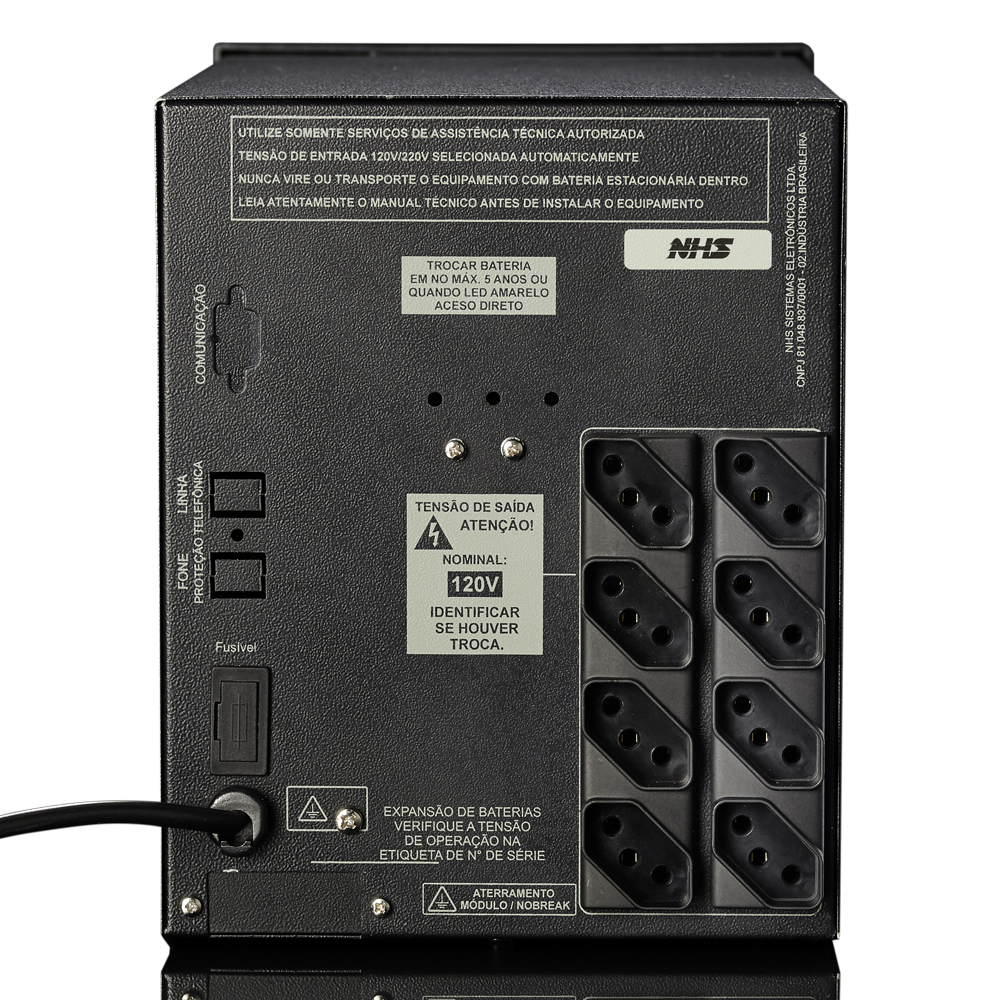 UTILIZE SOMENTE SERVIÇOS DE ASSISTÊNCIA TÉCNICA AUTORIZADA
TENSÃO DE ENTRADA 120V/220V SELECIONADA AUTOMATICAMENTE
NUNCA VIRE OU TRANSPORTE O EQUIPAMENTO COM BATERIA ESTACIONÁRIA DENTRO
LEIA ATENTAMENTE O MANUAL TÉCNICO ANTES DE INSTALAR O EQUIPAMENTO
NHS
NHS SISTEMAS ELETRÔNICOS LTDA.
CNPJ 81.048.837/0001 - 02.INDUSTRIA BRASILEIRA
TROCAR BATERIA
EM NO MÁX. 5 ANOS OU
QUANDO LED AMARELO
ACESO DIRETO
COMUNICAÇÃO
FONE LINHA
PROTEÇÃO TELEFÔNICA
TENSÃO DE SAÍDA
ATENÇÃO!
NOMINAL:
120V
IDENTIFICAR
SE HOUVER
TROCA.
Fusível
EXPANSÃO DE BATERIAS
VERIFIQUE A TENSÃO
DE OPERAÇÃO NA
ETIQUETA DE Nº DE SÉRIE
ATERRAMENTO
MÓDULO / NOBREAK